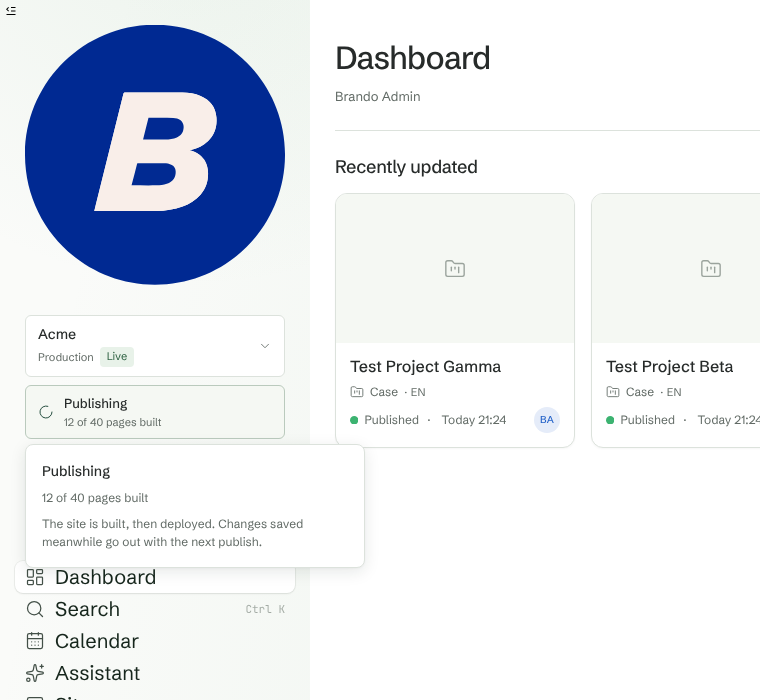 B
Acme
Production Live
Publishing
12 of 40 pages built
Publishing
12 of 40 pages built
The site is built, then deployed. Changes saved
meanwhile go out with the next publish.
Dashboard
Search Ctrl K
Calendar
Assistant
Dashboard
Brando Admin
Recently updated
Test Project Gamma
Case · EN
Published · Today 21:24
BA
Test Project Beta
Case · EN
Published · Today 21:24